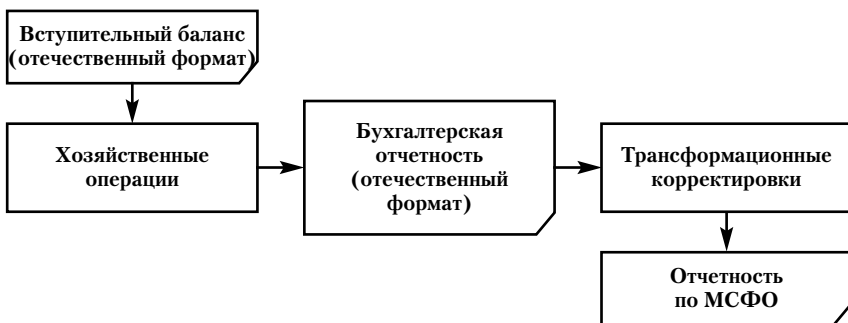 Вступительный баланс
(отечественный формат)
Хозяйственные
операции
Бухгалтерская
отчетность
(отечественный
формат)
Трансформационные
корректировки
Отчетность
по МСФО